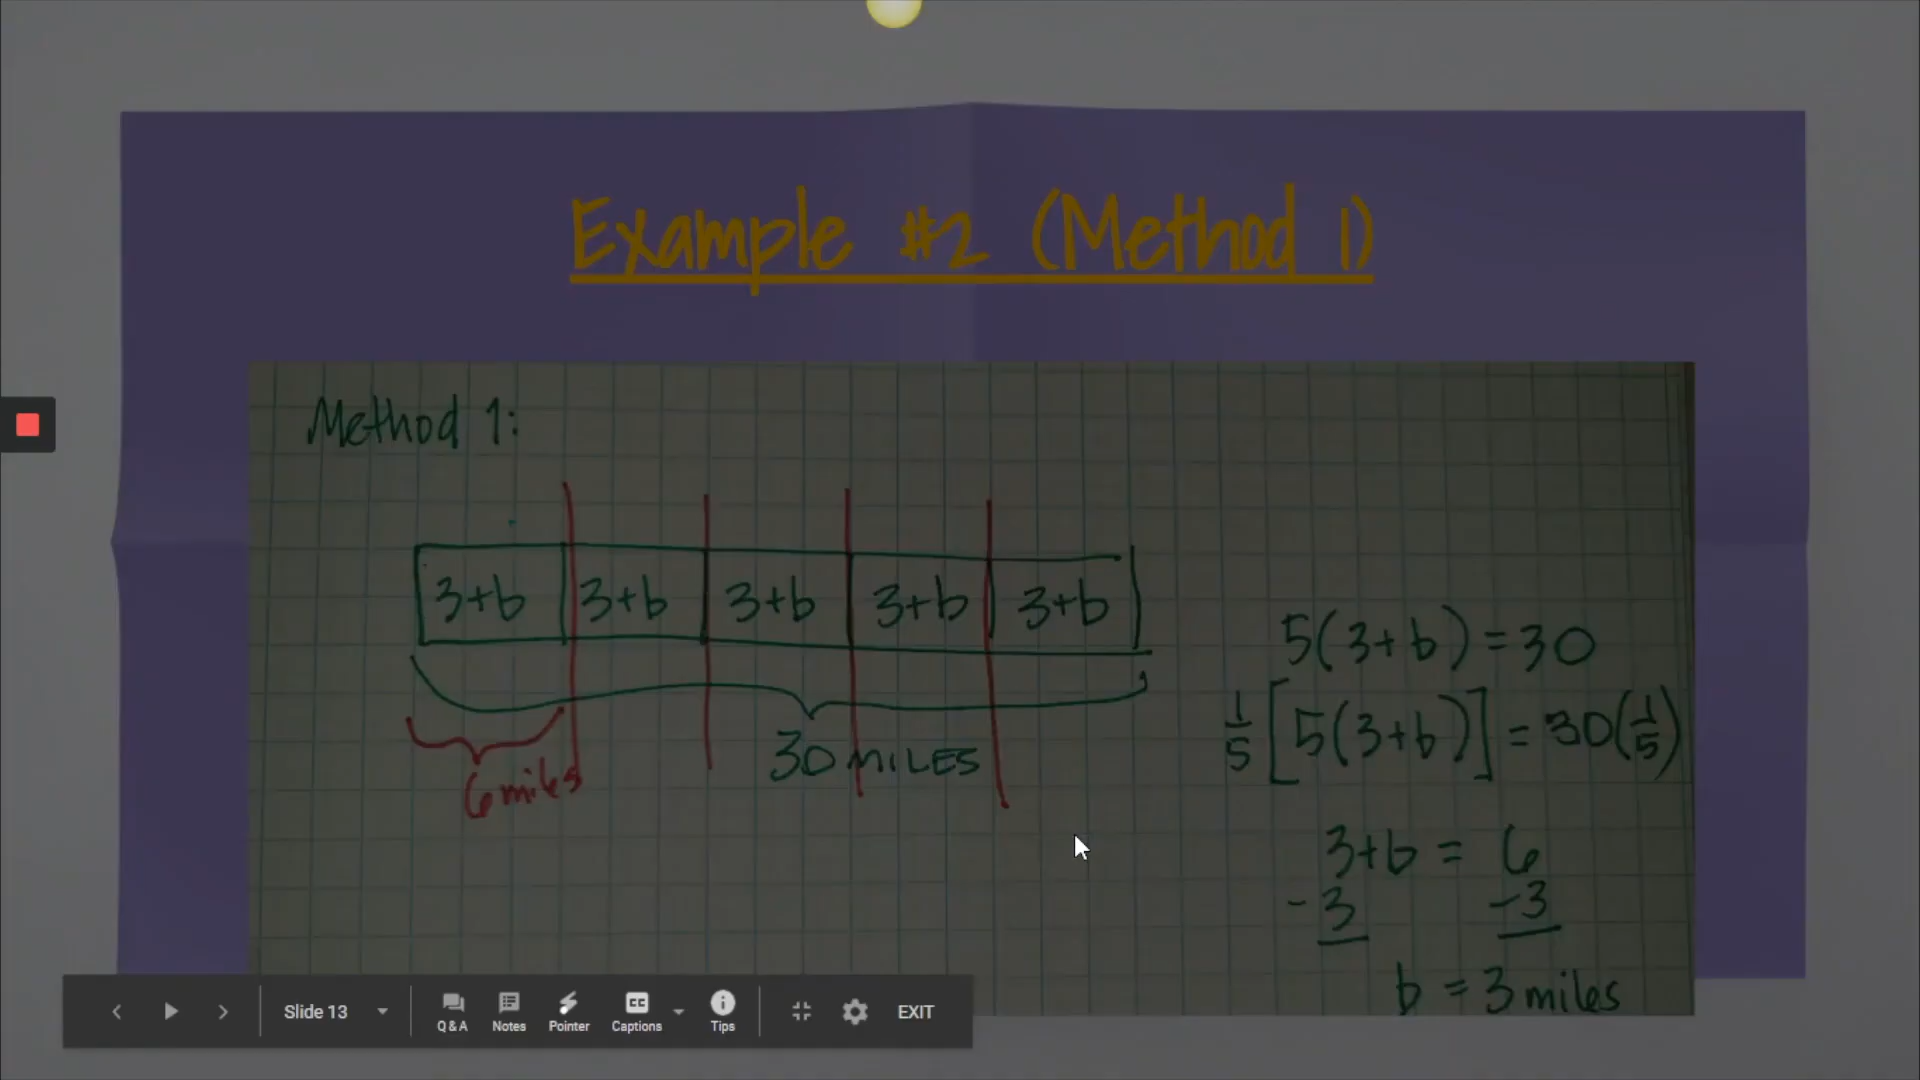 Example #2 (Method 1)
Method 1:
3+b 3+b 3+b 3+b 3+b
6 miles
30 MILES
5(3+b)=30
1/5[5(3+b)]=30(1/5)
3+b = 6
-3 -3
b = 3 miles
Slide 13
Q & A
Notes
Pointer
CC
Captions
Tips
EXIT